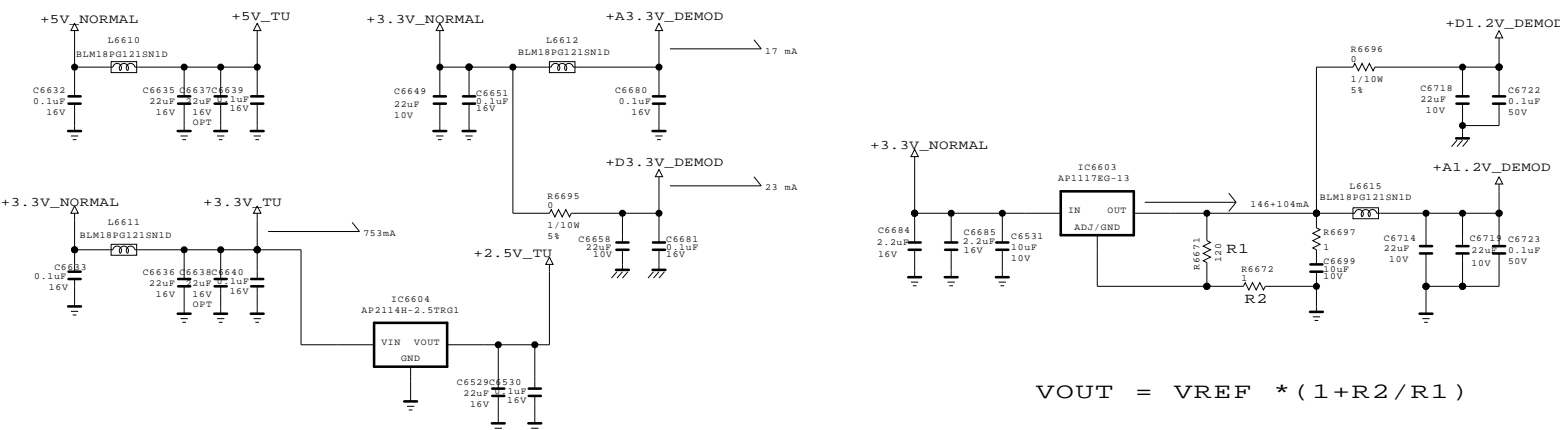 +5V_NORMAL
+5V_TU
L6610
BLM18PG121SN1D
C6632
0.1uF
16V
C6635
22uF
16V
C6637
22uF
16V
OPT
C6639
0.1uF
16V
+3.3V_NORMAL
+A3.3V_DEMOD
L6612
BLM18PG121SN1D
17 mA
C6649
22uF
10V
C6651
0.1uF
16V
C6680
0.1uF
16V
+D3.3V_DEMOD
23 mA
R6695
0
1/10W
5%
C6658
22uF
10V
C6681
0.1uF
16V
+3.3V_NORMAL
+3.3V_TU
L6611
BLM18PG121SN1D
753mA
C6633
0.1uF
16V
C6636
22uF
16V
C6638
22uF
16V
OPT
C6640
0.1uF
16V
+2.5V_TU
IC6604
AP2114H-2.5TRG1
VIN VOUT
GND
C6529
22uF
16V
C6530
0.1uF
16V
+D1.2V_DEMOD
R6696
0
1/10W
5%
C6718
22uF
10V
C6722
0.1uF
50V
+3.3V_NORMAL
IC6603
AP1117EG-13
IN OUT
ADJ/GND
146+104mA
+A1.2V_DEMOD
L6615
BLM18PG121SN1D
C6684
2.2uF
16V
C6685
2.2uF
16V
C6531
10uF
10V
R6671
120
R1
R6672
1
R2
R6697
1
C6699
10uF
10V
C6714
22uF
10V
C6719
22uF
10V
C6723
0.1uF
50V
VOUT = VREF *(1+R2/R1)